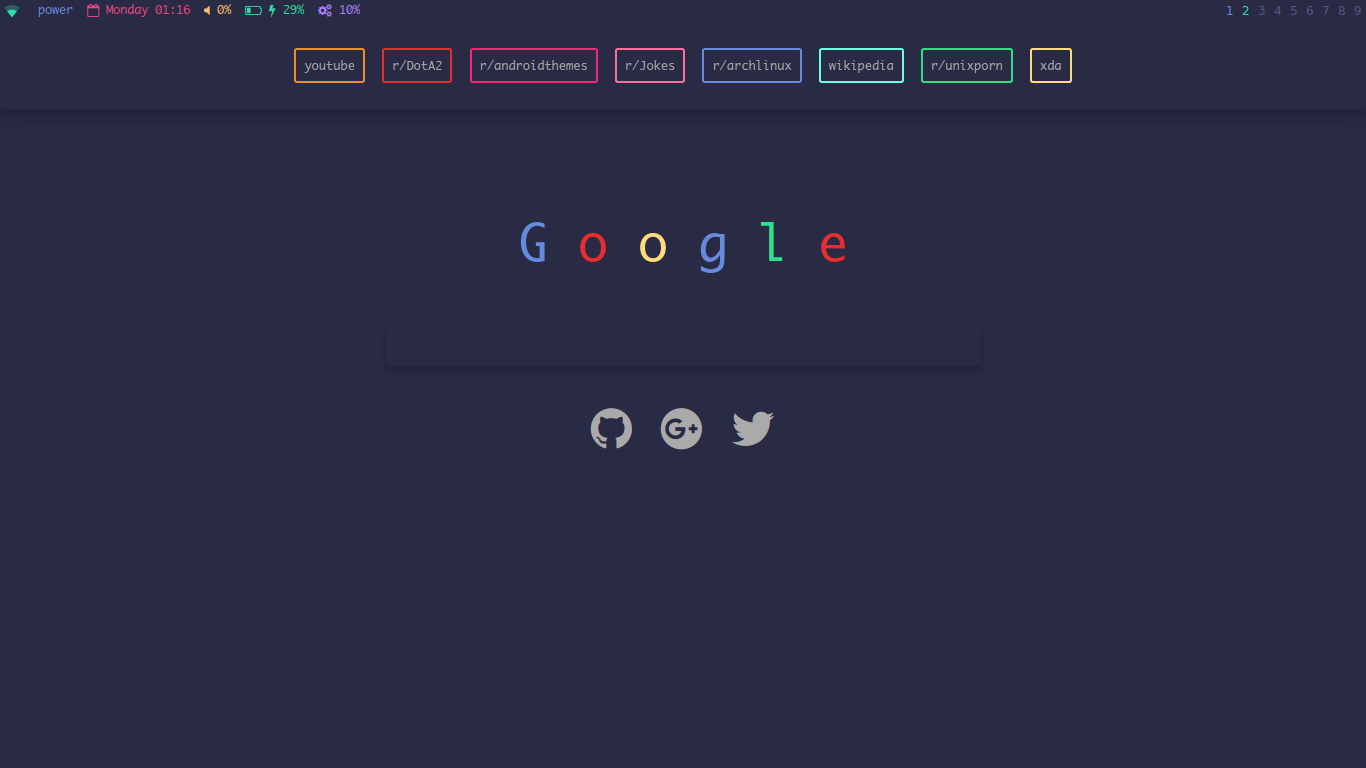 power Monday 01:16 0% 29% 10% 1 2 3 4 5 6 7 8 9
youtube r/DotA2 r/androidthemes r/Jokes r/archlinux wikipedia r/unixporn xda
G o o g l e
G+